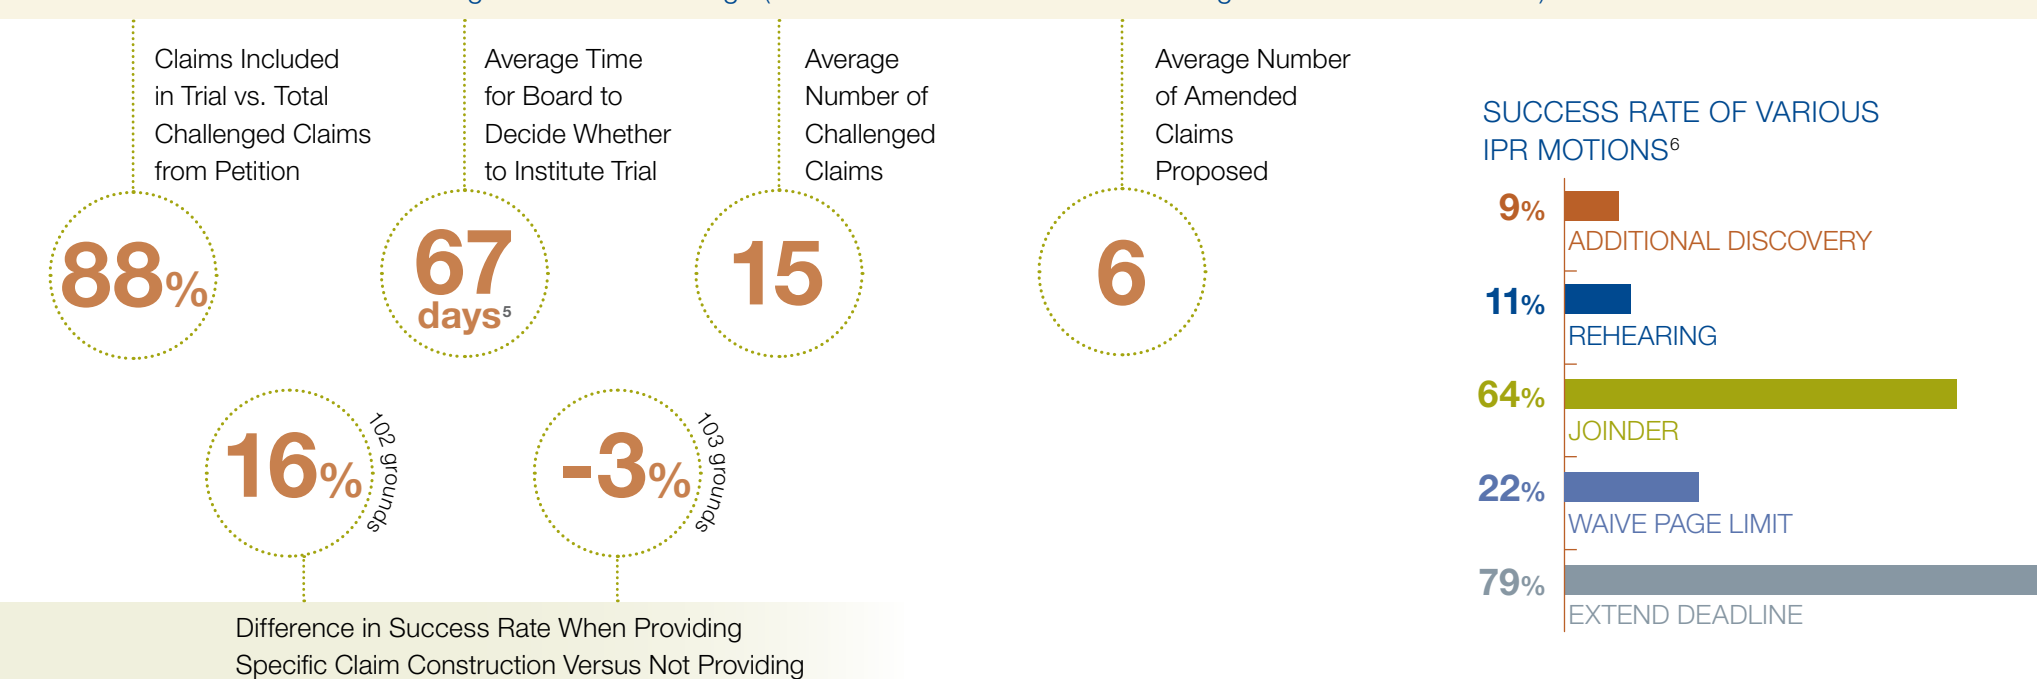 Claims Included
in Trial vs. Total
Challenged Claims
from Petition
88%
Average Time
for Board to
Decide Whether
to Institute Trial
67
days5
Average
Number of
Challenged
Claims
15
Average Number
of Amended
Claims
Proposed
6
16%
102 grounds
-3%
103 grounds
Difference in Success Rate When Providing
Specific Claim Construction Versus Not Providing
SUCCESS RATE OF VARIOUS
IPR MOTIONS6
9%
ADDITIONAL DISCOVERY
11%
REHEARING
64%
JOINDER
22%
WAIVE PAGE LIMIT
79%
EXTEND DEADLINE